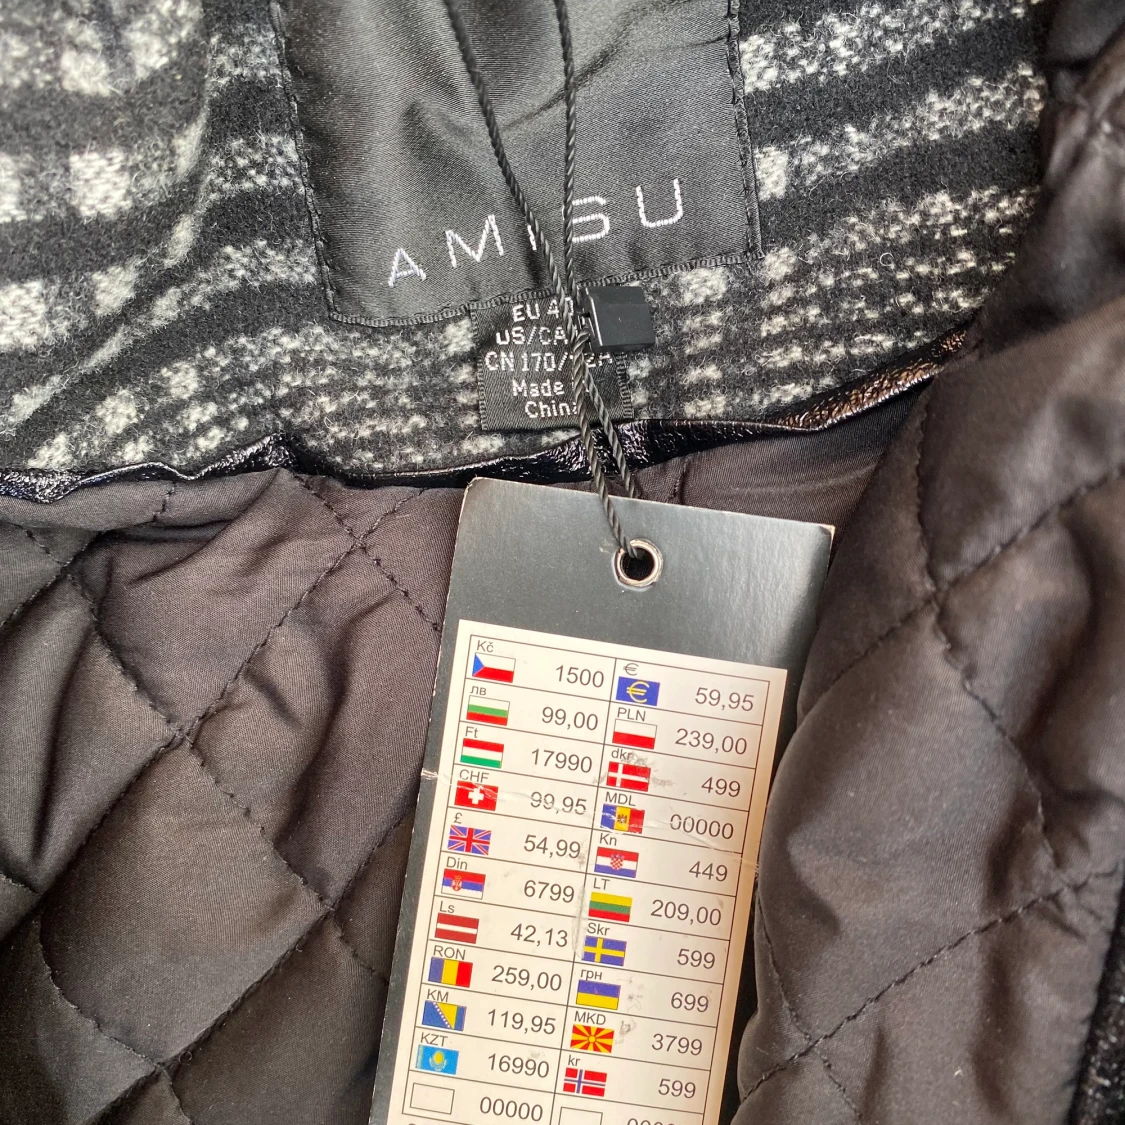 AMISU
EU 4
US/CA
CN 170/
Made
China
Kč 1500 € 59,95
лв 99,00 PLN 239,00
Ft 17990 dkr 499
CHF 99,95 MDL 00000
£ 54,99 Kn 449
Din 6799 LT 209,00
Ls 42,13 Skr 599
RON 259,00 грн 699
KM 119,95 MKD 3799
KZT 16990 kr 599
00000